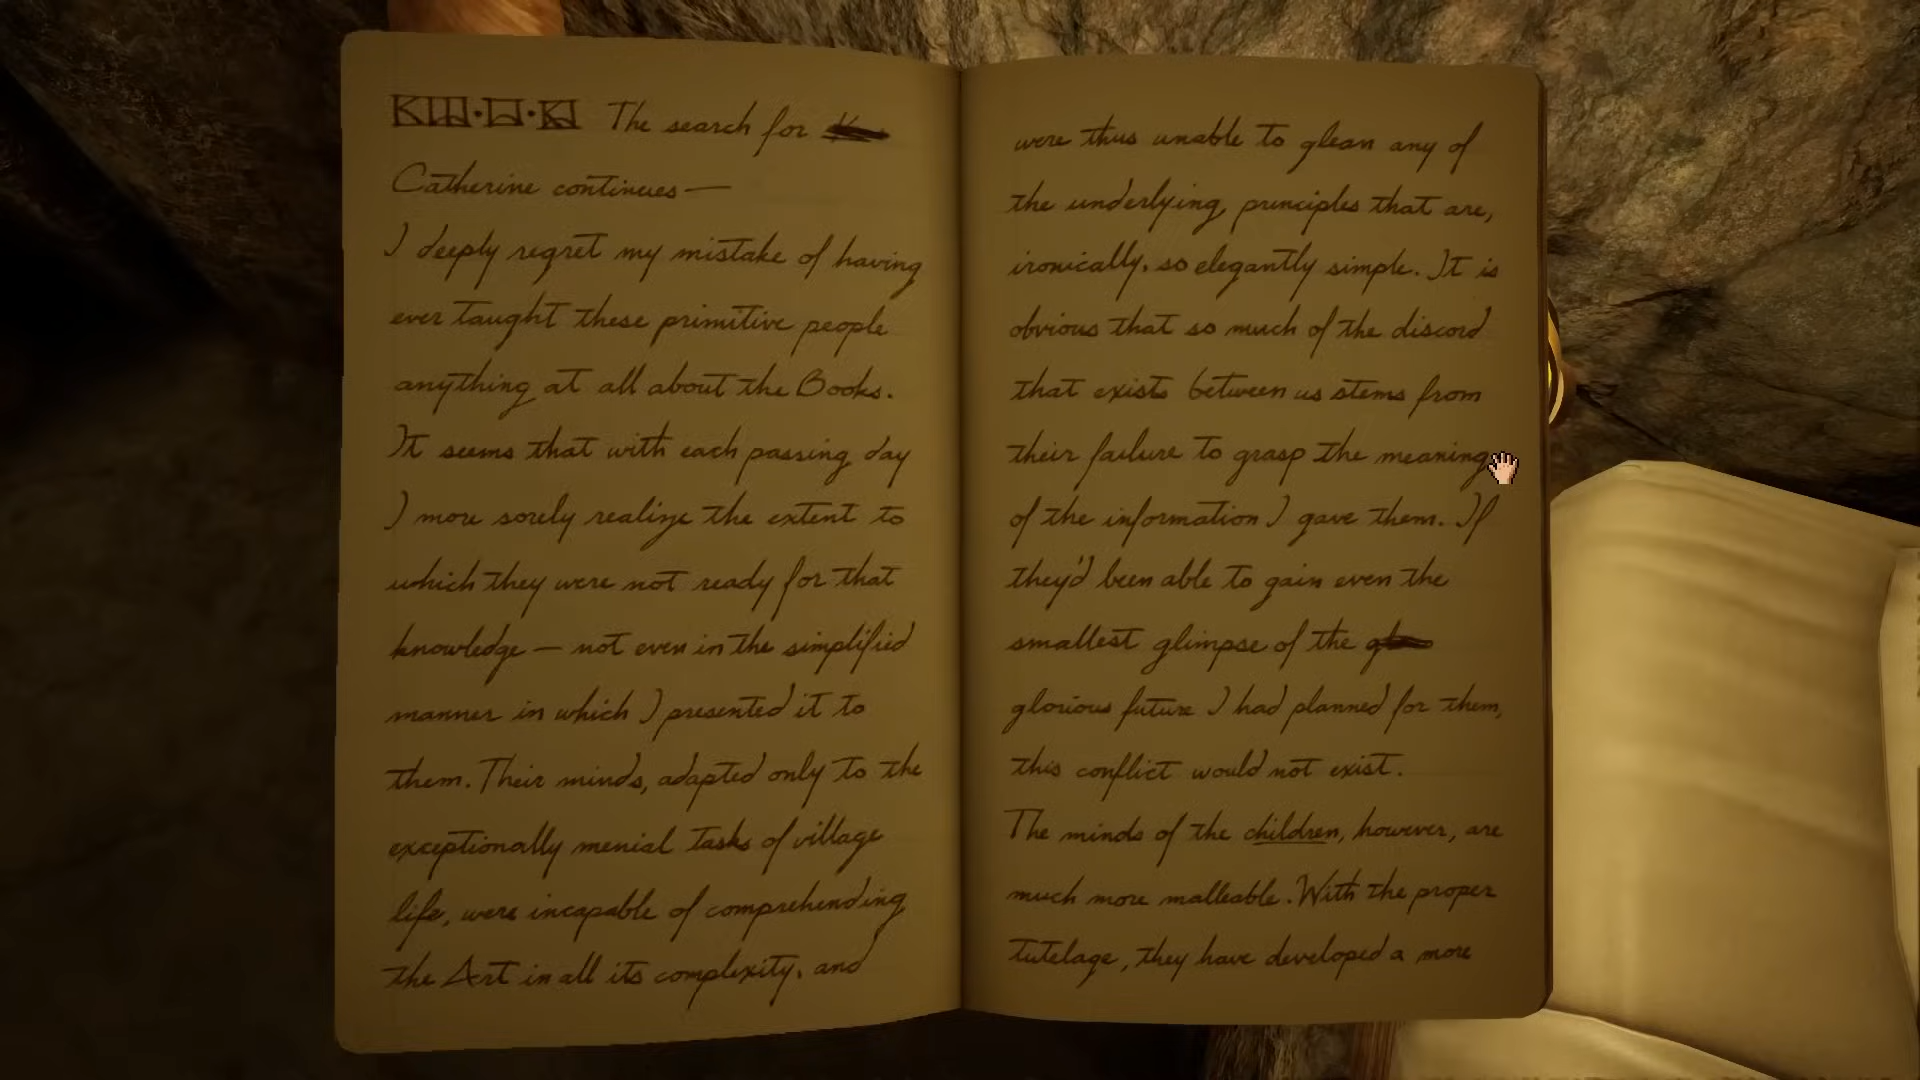 The search for
Catherine continues—
I deeply regret my mistake of having
ever taught these primitive people
anything at all about the Books.
It seems that with each passing day
I more sorely realize the extent to
which they were not ready for that
knowledge — not even in the simplified
manner in which I presented it to
them. Their minds, adapted only to the
exceptionally menial tasks of village
life, were incapable of comprehending
the Art in all its complexity, and
were thus unable to glean any of
the underlying principles that are,
ironically, so elegantly simple. It is
obvious that so much of the discord
that exists between us stems from
their failure to grasp the meaning
of the information I gave them. If
they'd been able to gain even the
smallest glimpse of the
glorious future I had planned for them,
this conflict would not exist.
The minds of the children, however, are
much more malleable. With the proper
tutelage, they have developed a more